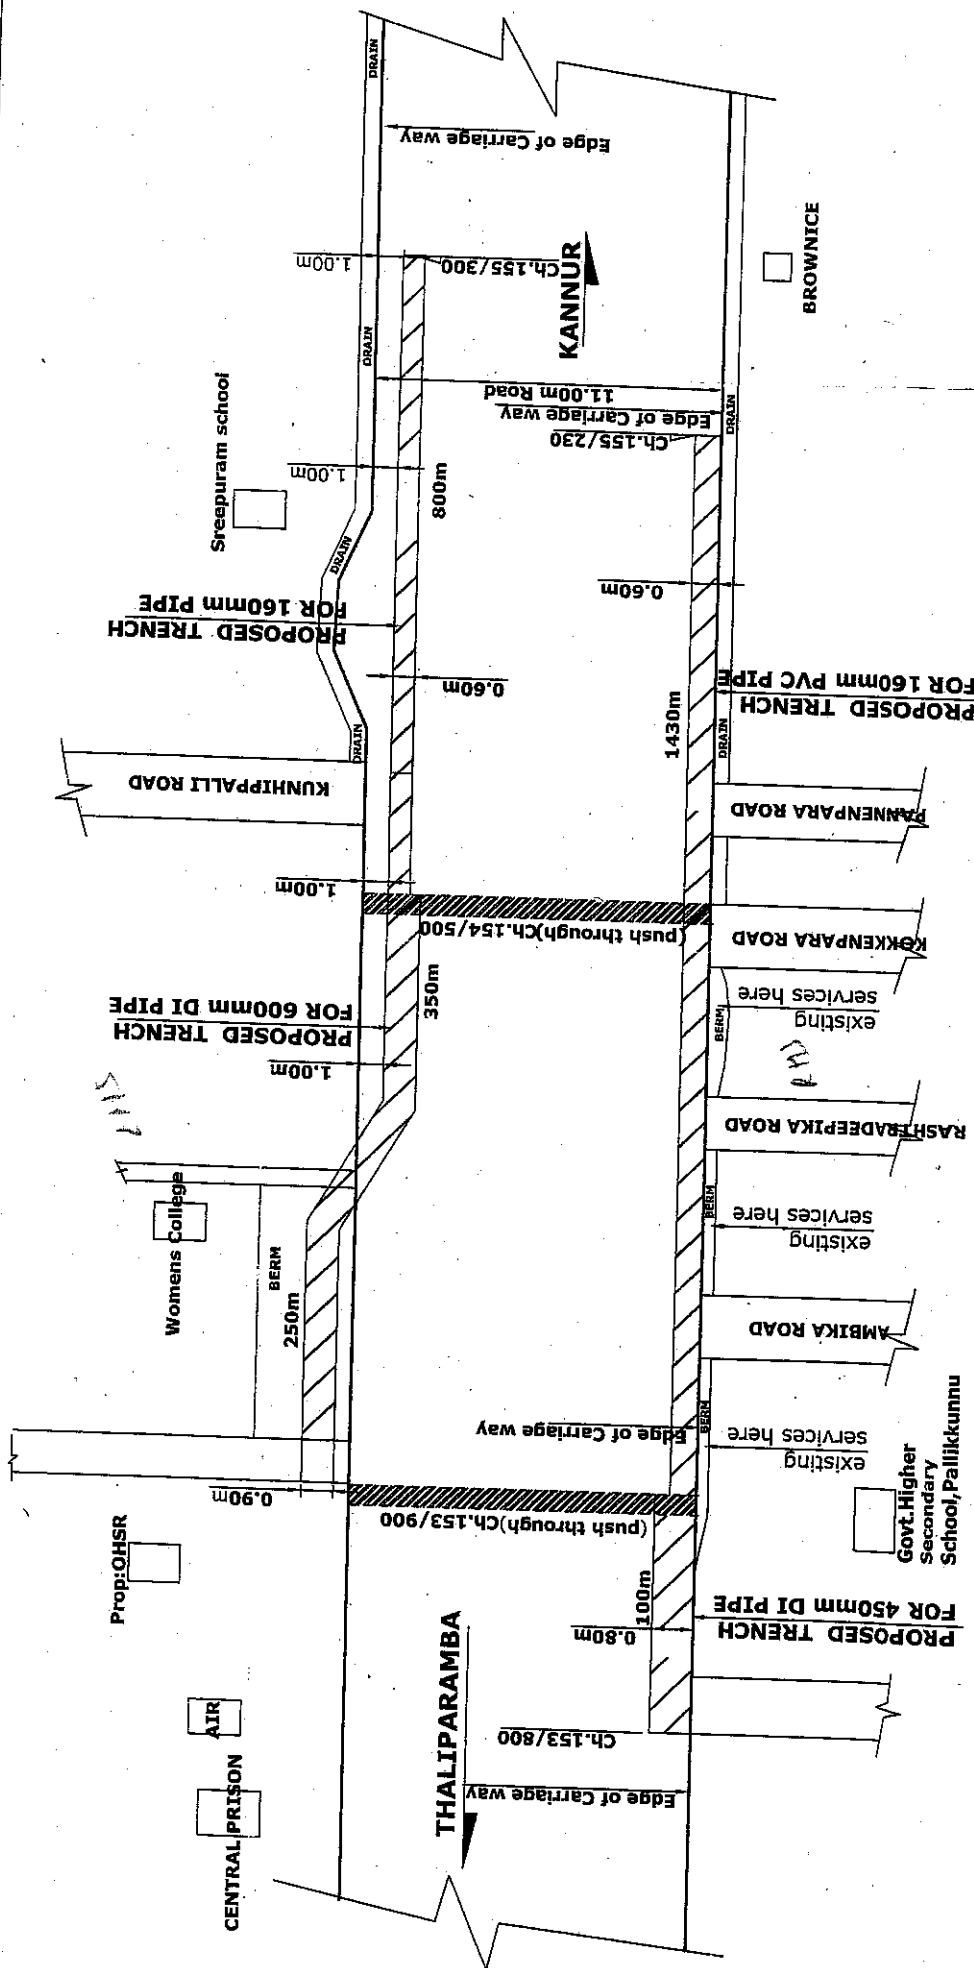 DRAIN
Edge of Carriage way
1.00m
Ch.155/300
KANNUR
BROWNICE
DRAIN
11.00m Road
Edge of Carriage way
DRAIN
Ch.155/230
Sreepuram school
1.00m
800m
DRAIN
0.60m
PROPOSED TRENCH
FOR 160mm PIPE
0.60m
PROPOSED TRENCH
FOR 160mm PVC PIPE
1430m
DRAIN
DRAIN
KUNHIPPALLI ROAD
PANNENPARA ROAD
1.00m
(push through)Ch.154/500
KOKKENPARA ROAD
350m
PROPOSED TRENCH
FOR 600mm DI PIPE
existing
services here
BERM
1.00m
RASHTRADEEPIKA ROAD
Womens College
BERM
250m
BERM
existing
services here
AMBIKA ROAD
Edge of Carriage way
BERM
existing
services here
0.90m
(push through)Ch.153/900
Govt.Higher
Secondary
School,Pallikkunnu
Prop:OHSR
100m
0.80m
PROPOSED TRENCH
FOR 450mm DI PIPE
THALIPARAMBA
AIR
Ch.153/800
Edge of Carriage way
CENTRAL PRISON